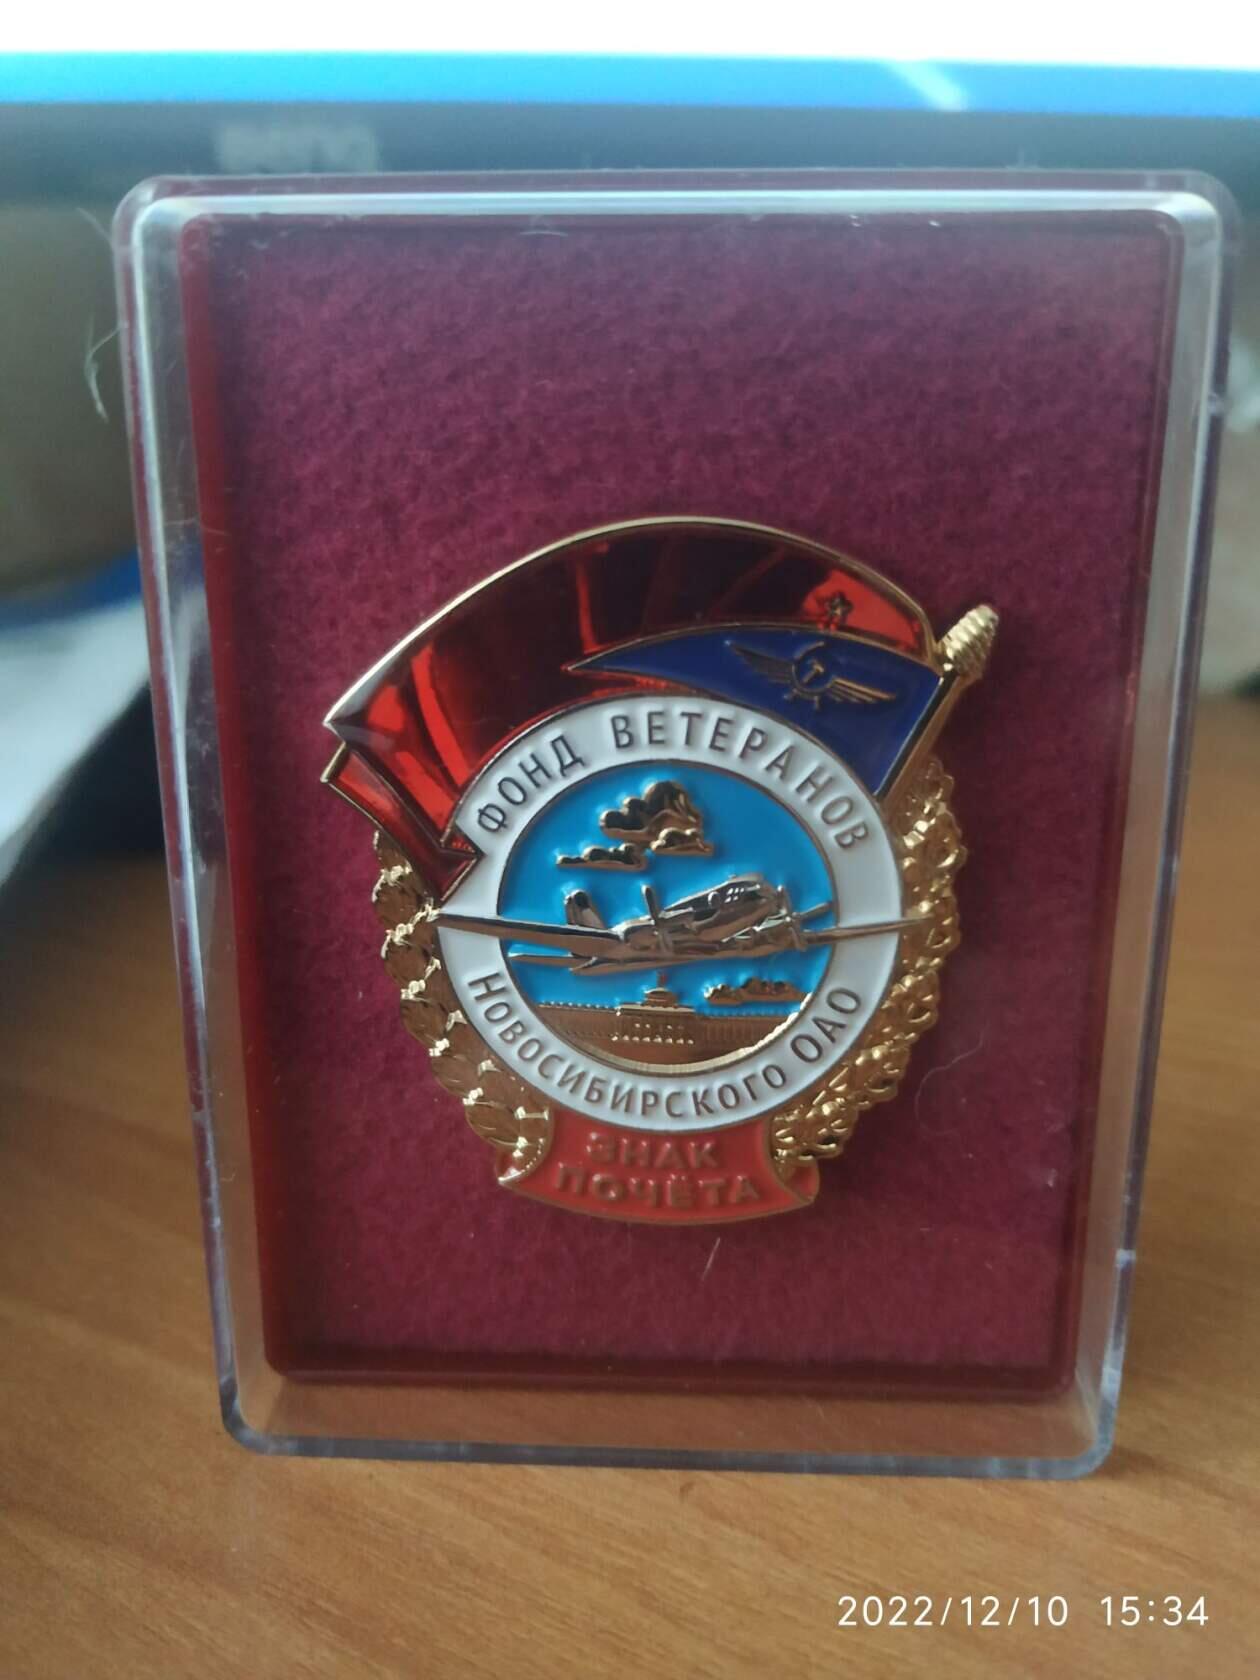 ФОНД ВЕТЕРАНОВ
НОВОСИБИРСКОГО ОАО
ЗНАК
ПОЧЁТА
2022/12/10 15:34